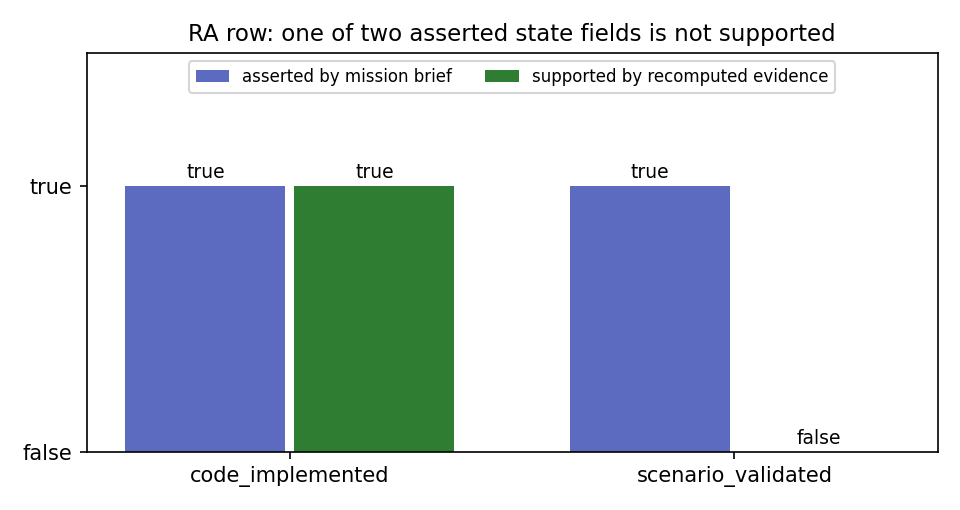 RA row: one of two asserted state fields is not supported
asserted by mission brief
supported by recomputed evidence
true
true
true
true
false
false
code_implemented
scenario_validated